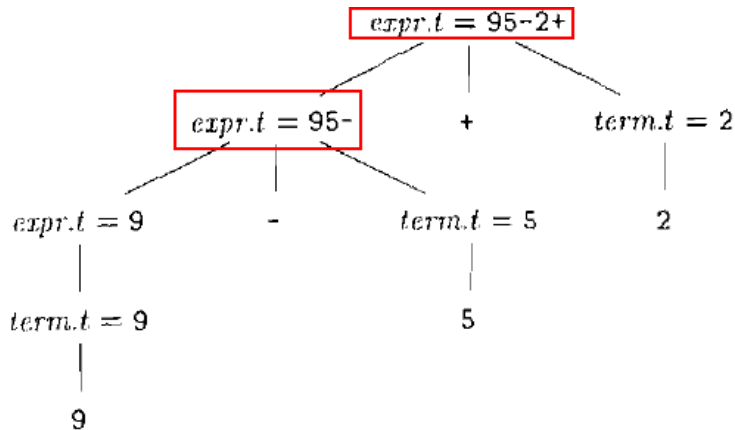 expr.t = 95-2+
expr.t = 95- + term.t = 2
expr.t = 9 - term.t = 5 2
term.t = 9 5
9